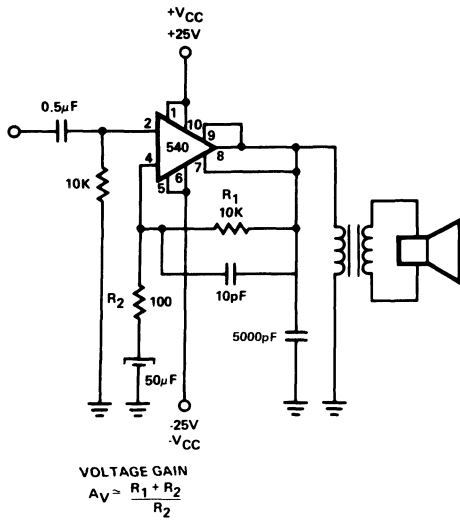 +VCC
+25V
0.5µF
1
10
2
9
540
8
4
7
6
5
10K
R1
10K
R2
100
10pF
5000pF
50µF
-25V
-VCC
VOLTAGE GAIN
AV ≃ R1 + R2
R2